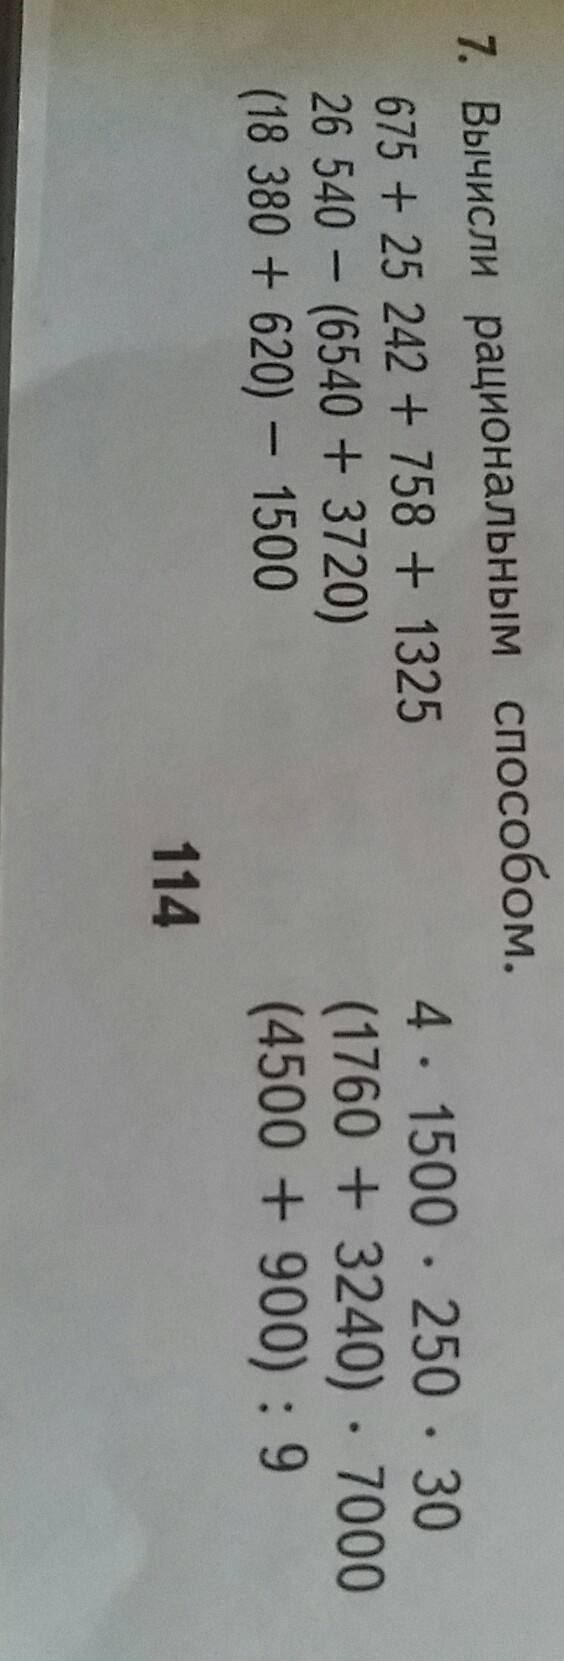 7. Вычисли рациональным способом.
675 + 25 242 + 758 + 1325
26 540 − (6540 + 3720)
(18 380 + 620) − 1500
4 · 1500 · 250 · 30
(1760 + 3240) · 7000
(4500 + 900) : 9
114